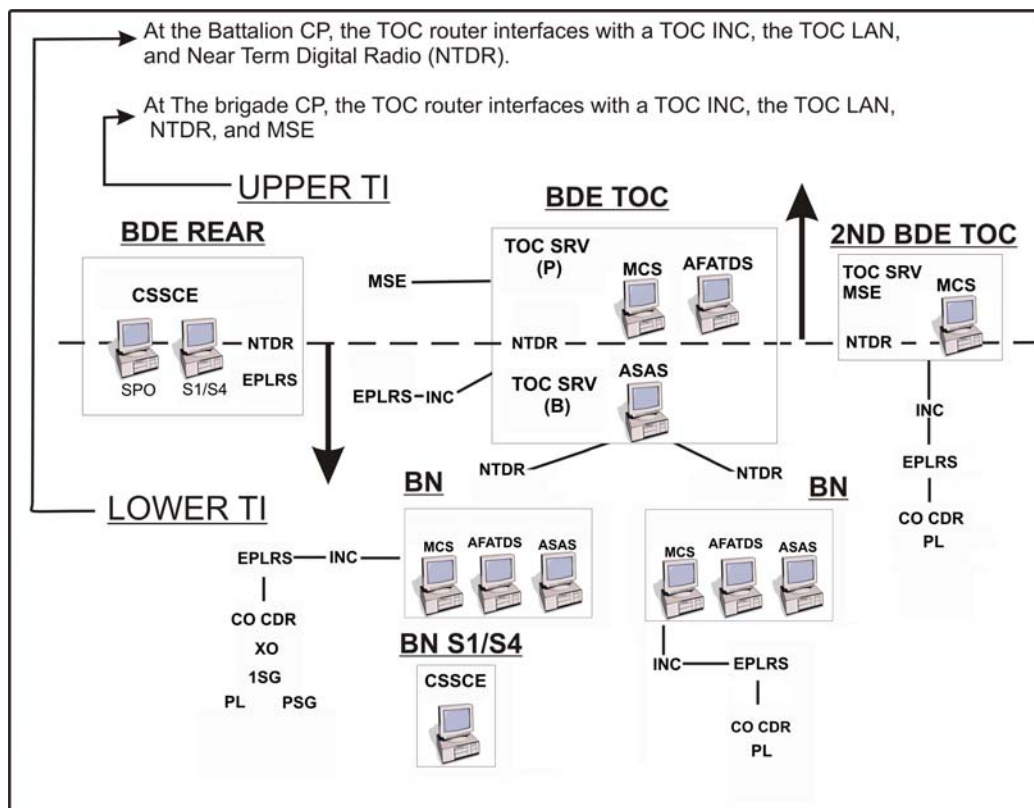 At the Battalion CP, the TOC router interfaces with a TOC INC, the TOC LAN,
and Near Term Digital Radio (NTDR).
At The brigade CP, the TOC router interfaces with a TOC INC, the TOC LAN,
NTDR, and MSE
UPPER TI
BDE REAR
CSSCE
SPO
S1/S4
NTDR
EPLRS
BDE TOC
TOC SRV
(P)
MCS
AFATDS
MSE
NTDR
EPLRS
INC
TOC SRV
(B)
ASAS
NTDR
NTDR
2ND BDE TOC
TOC SRV
MSE
MCS
NTDR
INC
EPLRS
CO CDR
PL
LOWER TI
BN
MCS
AFATDS
ASAS
EPLRS
INC
CO CDR
XO
1SG
PL
PSG
BN S1/S4
CSSCE
BN
MCS
AFATDS
ASAS
INC
EPLRS
CO CDR
PL